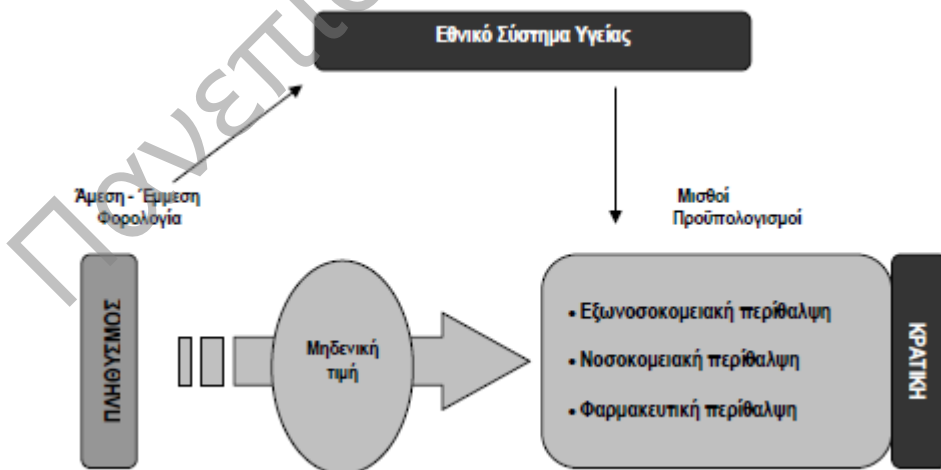 Εθνικό Σύστημα Υγείας
Άμεση - Έμμεση
Φορολογία
Μισθοί
Προϋπολογισμοί
ΠΛΗΘΥΣΜΟΣ
Μηδενική
τιμή
• Εξωνοσοκομειακή περίθαλψη
• Νοσοκομειακή περίθαλψη
• Φαρμακευτική περίθαλψη
ΚΡΑΤΙΚΗ